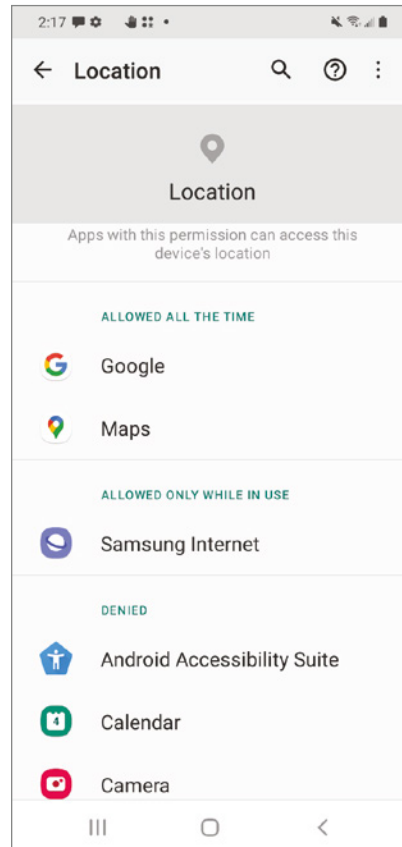 2:17
Location
Location
Apps with this permission can access this
device's location
ALLOWED ALL THE TIME
Google
Maps
ALLOWED ONLY WHILE IN USE
Samsung Internet
DENIED
Android Accessibility Suite
4
Calendar
Camera